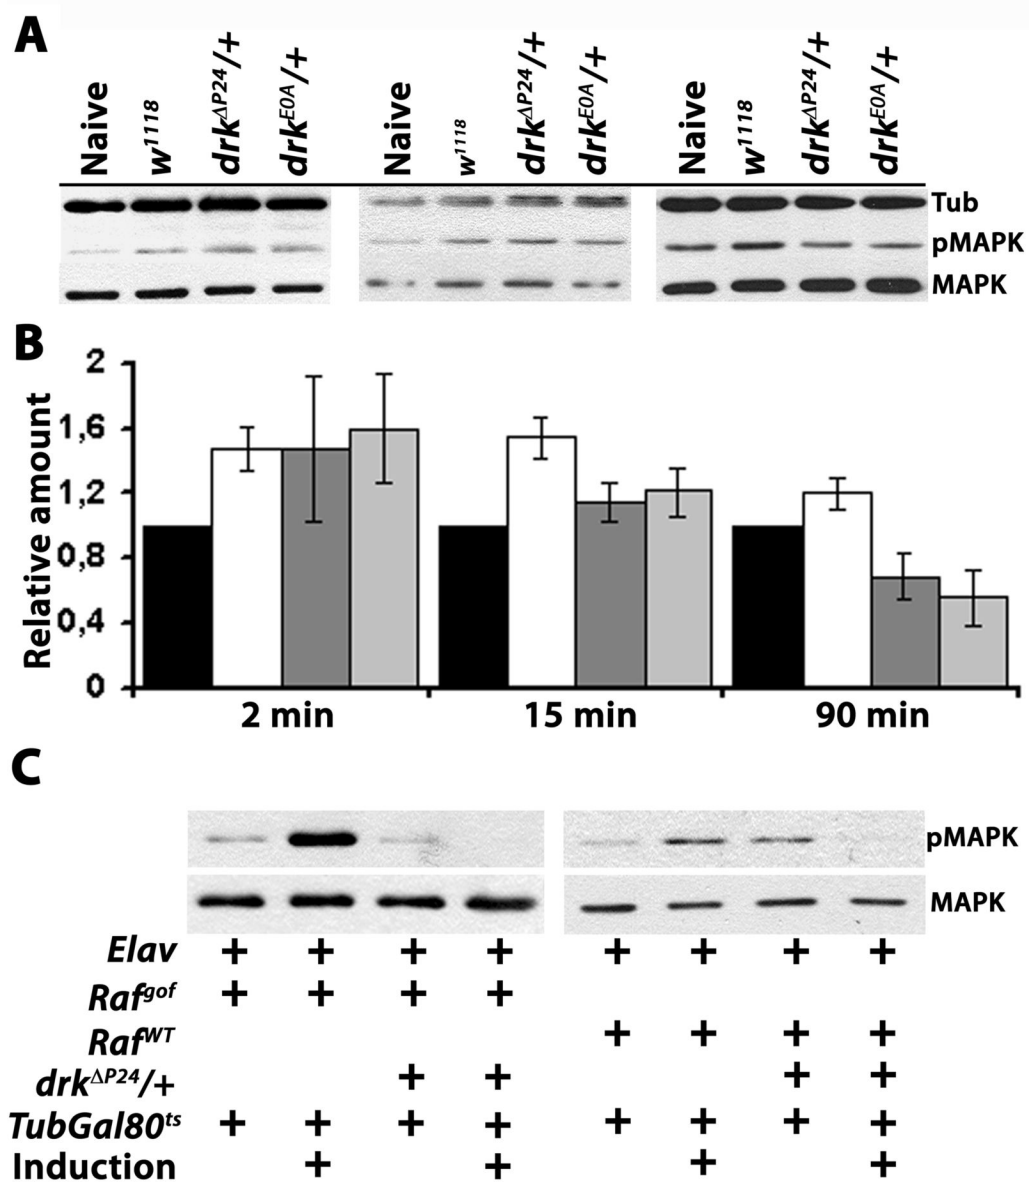 A
Naive w1118 drkΔP24/+ drkE0A/+ Naive w1118 drkΔP24/+ drkE0A/+ Naive w1118 drkΔP24/+ drkE0A/+
Tub
pMAPK
MAPK
B
Relative amount
2
1,6
1,2
0,8
0,4
0
2 min 15 min 90 min
C
pMAPK
MAPK
Elav + + + + + + + +
Rafgof + + + +
RafWT + + + +
drkΔP24/+ + + + +
TubGal80ts + + + + + + + +
Induction + + + +